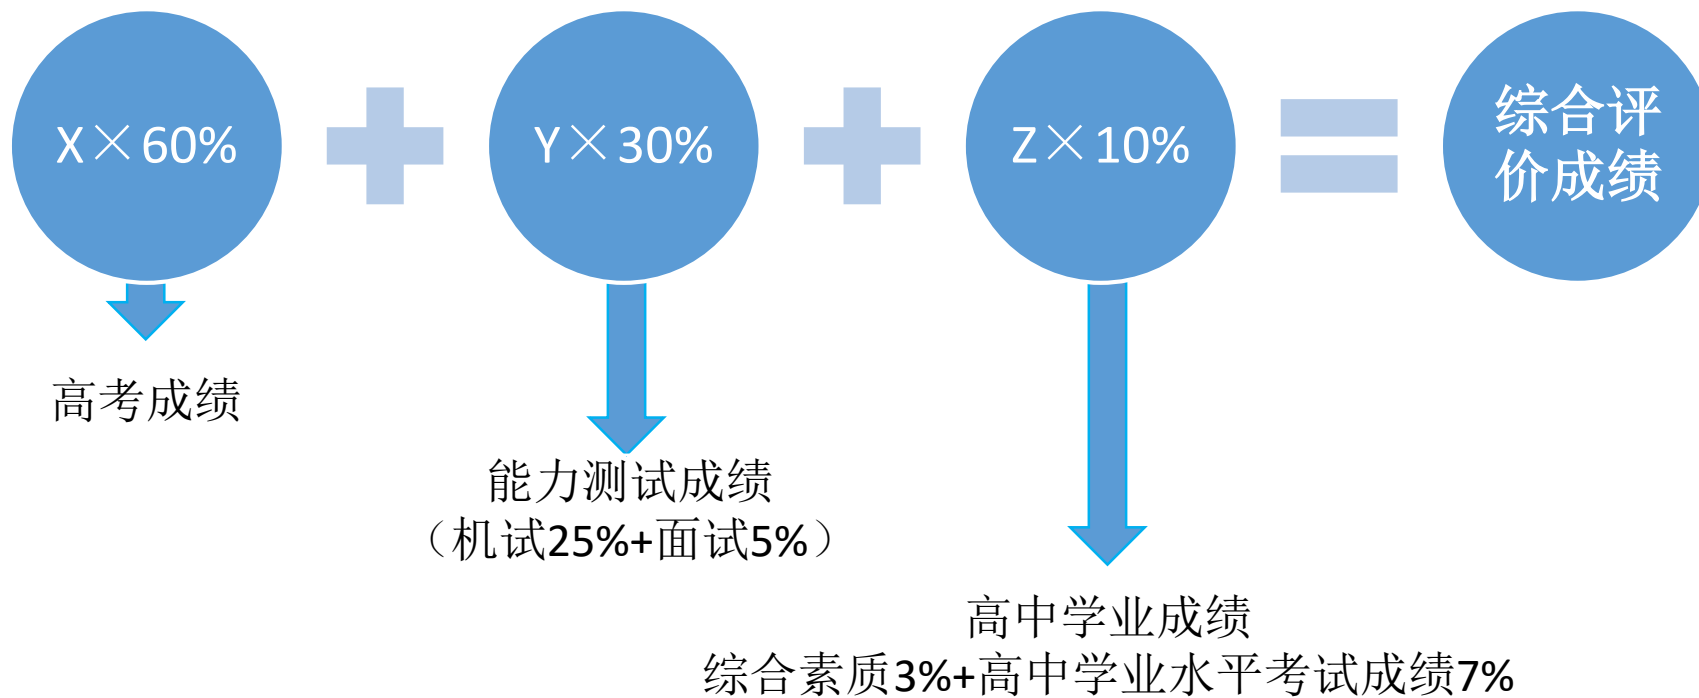 X×60%
Y×30%
Z×10%
综合评
价成绩
高考成绩
能力测试成绩
（机试25%+面试5%）
高中学业成绩
综合素质3%+高中学业水平考试成绩7%